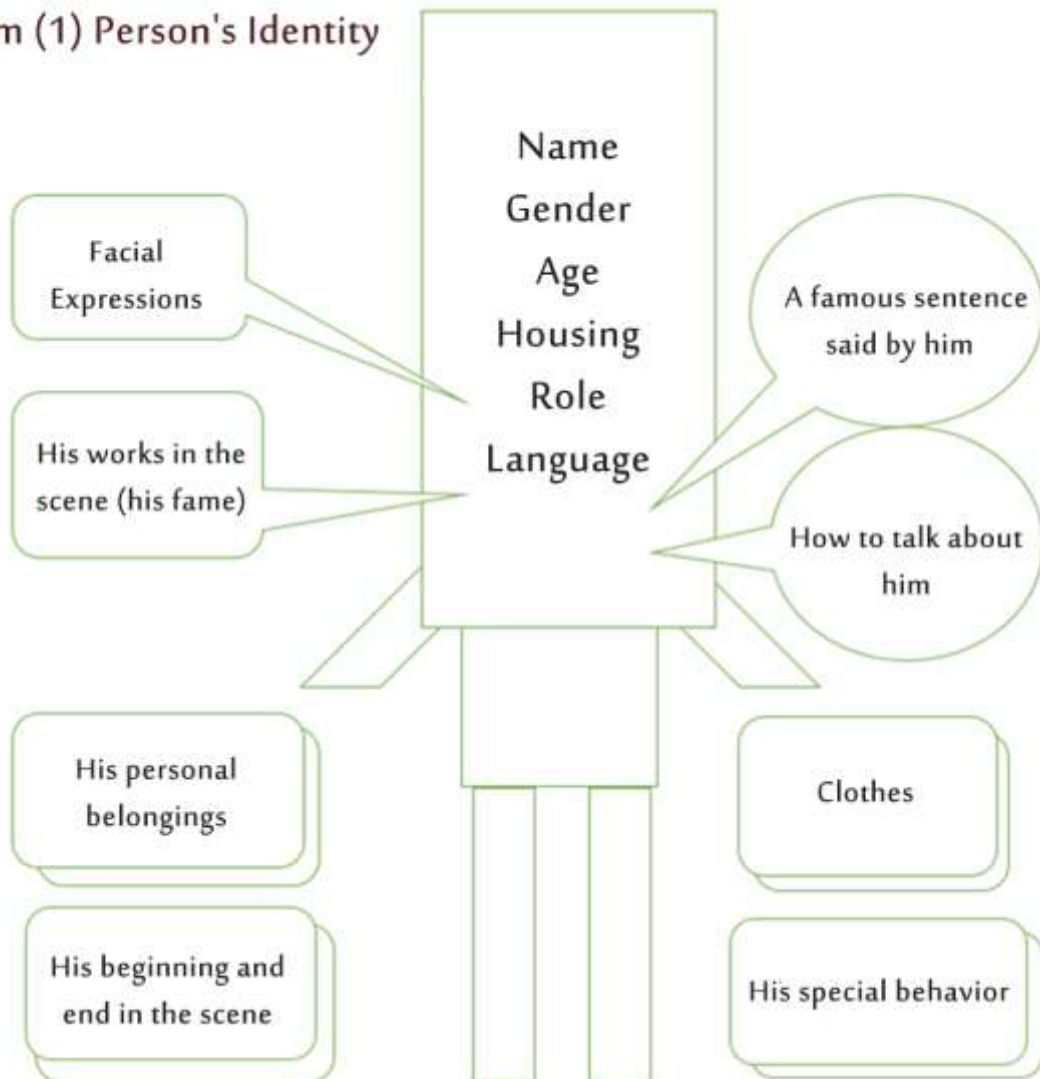 m (1) Person's Identity
Name
Gender
Age
Housing
Role
Language
Facial
Expressions
His works in the
scene (his fame)
A famous sentence
said by him
How to talk about
him
His personal
belongings
Clothes
His beginning and
end in the scene
His special behavior